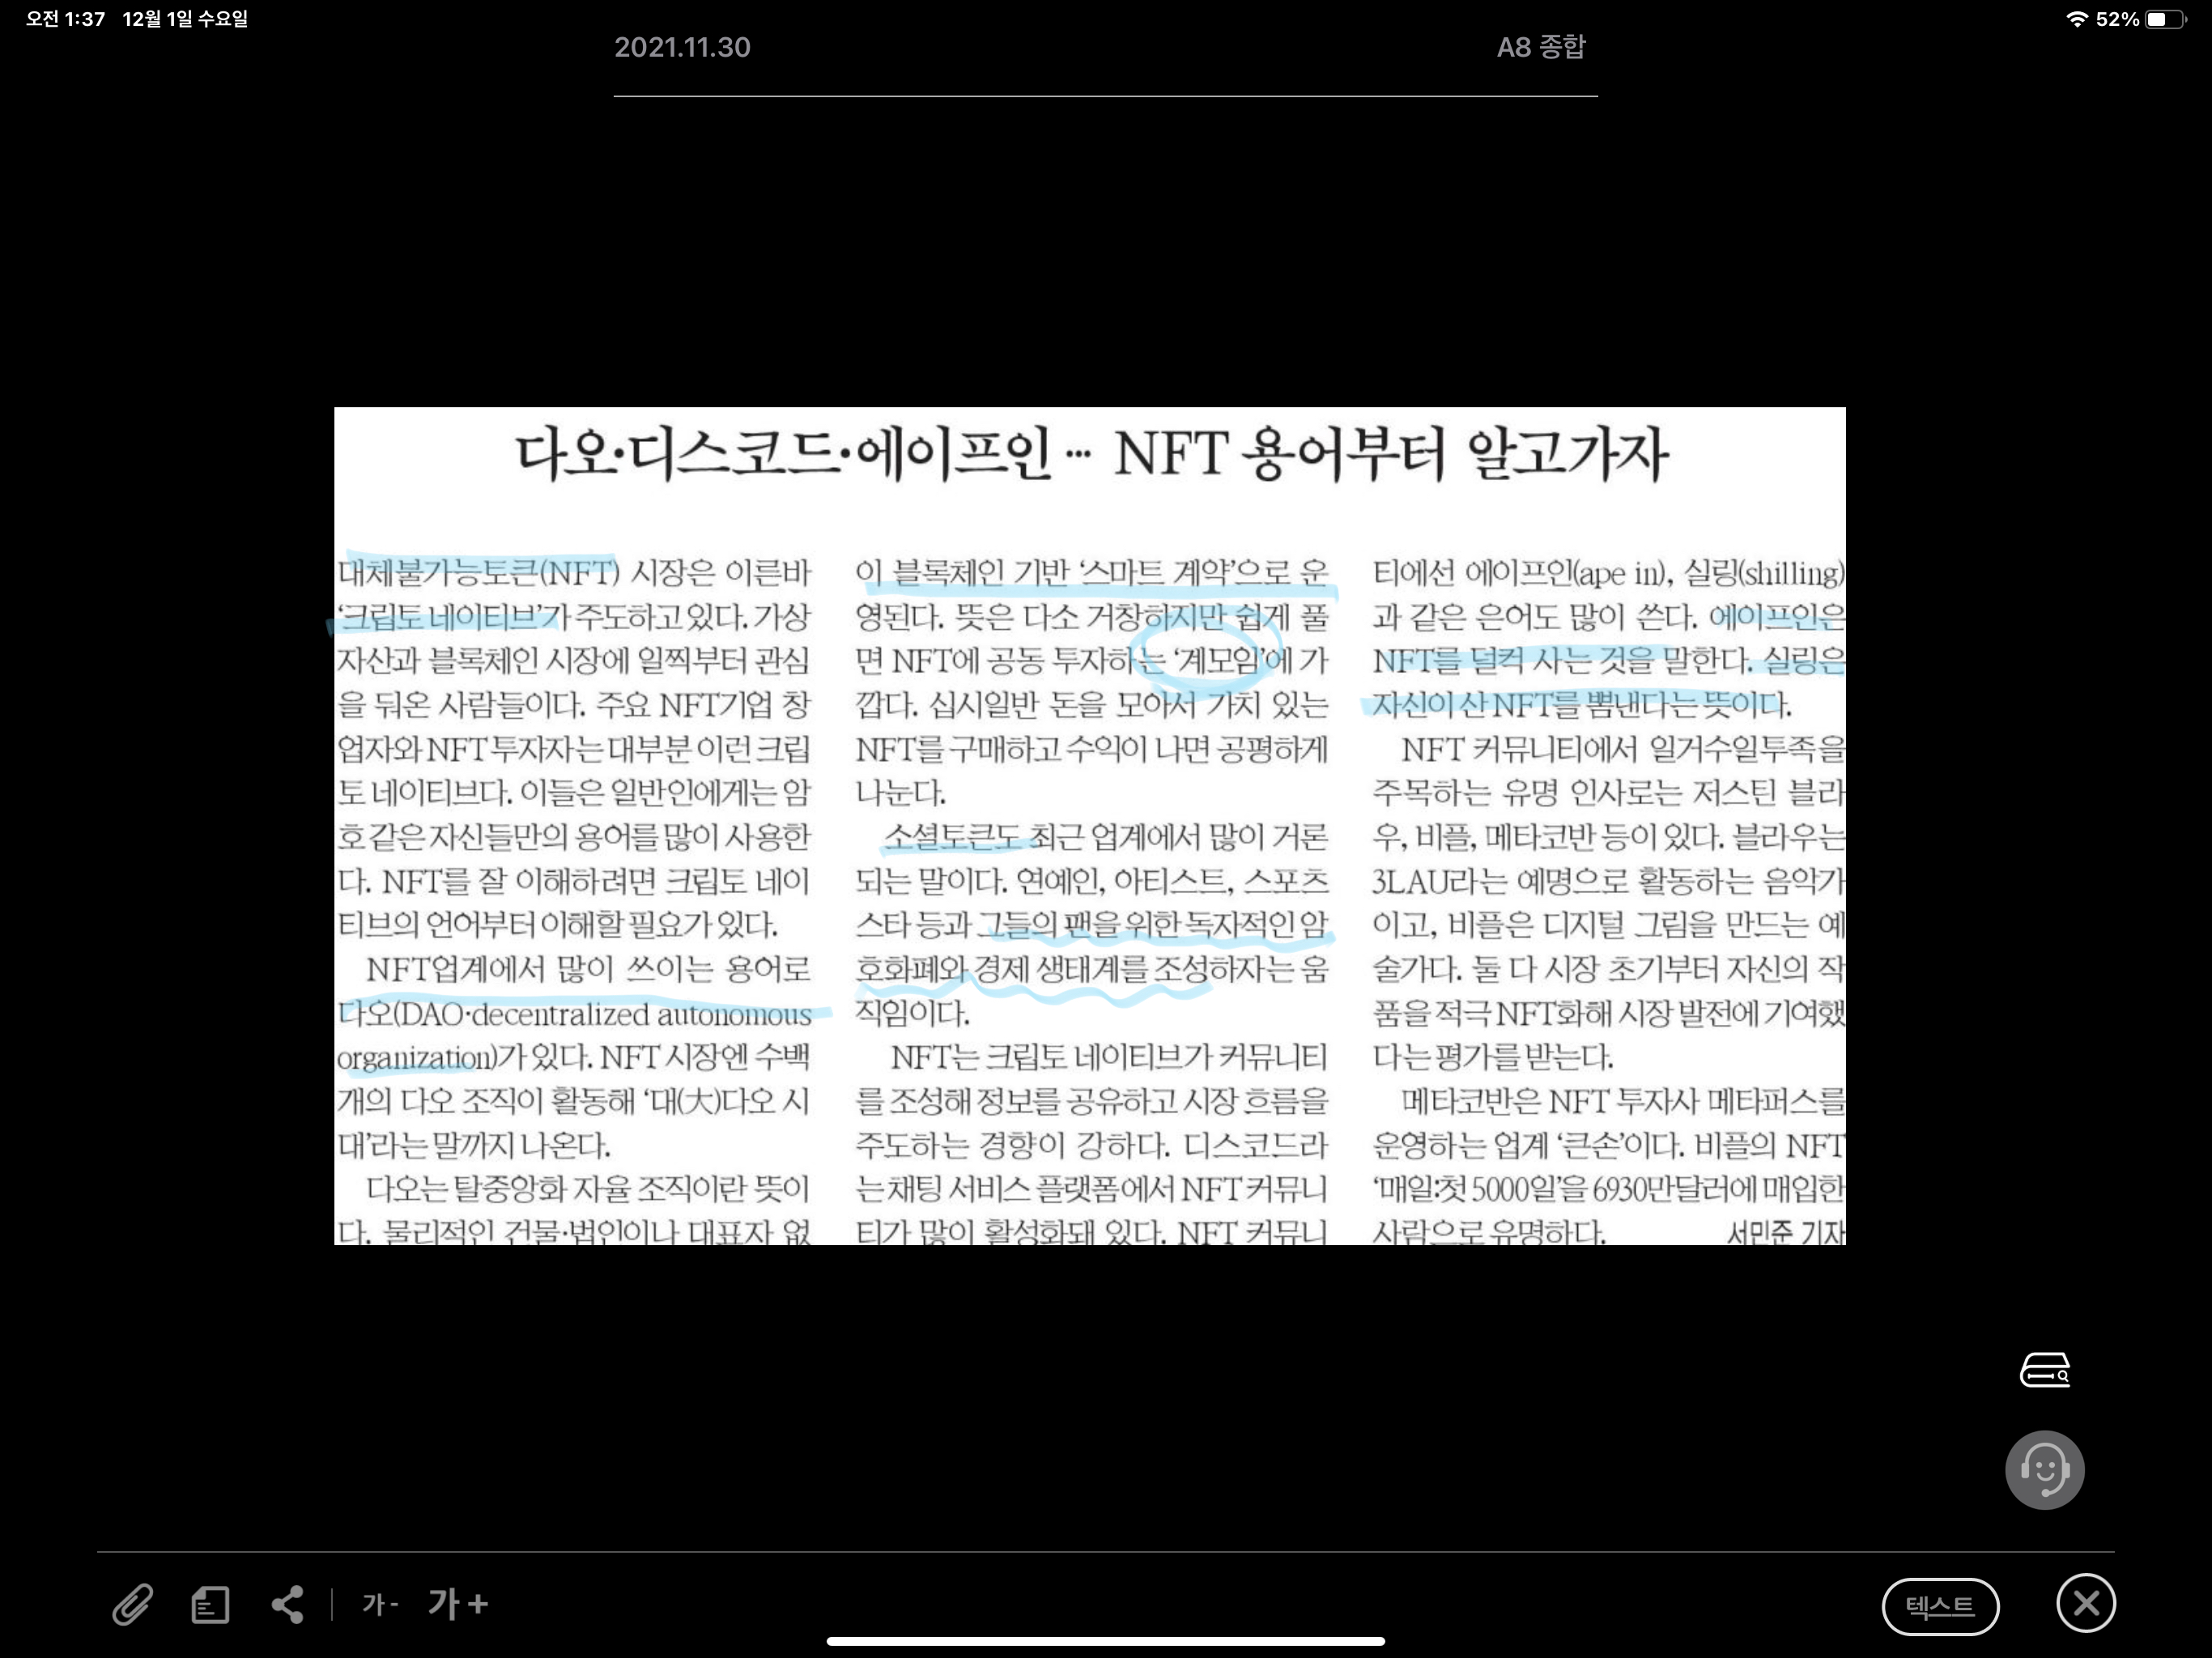 오전 1:37 12월 1일 수요일
52%
2021.11.30
A8 종합
다오·디스코드·에이프인… NFT 용어부터 알고가자
대체불가능토큰(NFT) 시장은 이른바
‘크립토 네이티브’가 주도하고 있다. 가상
자산과 블록체인 시장에 일찍부터 관심
을 둬온 사람들이다. 주요 NFT기업 창
업자와 NFT 투자자는 대부분 이런 크립
토 네이티브다. 이들은 일반인에게는 암
호 같은 자신들만의 용어를 많이 사용한
다. NFT를 잘 이해하려면 크립토 네이
티브의 언어부터 이해할 필요가 있다.
NFT업계에서 많이 쓰이는 용어로
다오(DAO·decentralized autonomous
organization)가 있다. NFT 시장엔 수백
개의 다오 조직이 활동해 ‘대(大)다오 시
대’라는 말까지 나온다.
다오는 탈중앙화 자율 조직이란 뜻이
다. 물리적인 건물·법인이나 대표자 없
이 블록체인 기반 ‘스마트 계약’으로 운
영된다. 뜻은 다소 거창하지만 쉽게 풀
면 NFT에 공동 투자하는 ‘계모임’에 가
깝다. 십시일반 돈을 모아서 가치 있는
NFT를 구매하고 수익이 나면 공평하게
나눈다.
소셜토큰도 최근 업계에서 많이 거론
되는 말이다. 연예인, 아티스트, 스포츠
스타 등과 그들의 팬을 위한 독자적인 암
호화폐와 경제 생태계를 조성하자는 움
직임이다.
NFT는 크립토 네이티브가 커뮤니티
를 조성해 정보를 공유하고 시장 흐름을
주도하는 경향이 강하다. 디스코드라
는 채팅 서비스 플랫폼에서 NFT 커뮤니
티가 많이 활성화돼 있다. NFT 커뮤니
티에선 에이프인(ape in), 실링(shilling)
과 같은 은어도 많이 쓴다. 에이프인은
NFT를 덜컥 사는 것을 말한다. 실링은
자신이 산 NFT를 뽐낸다는 뜻이다.
NFT 커뮤니티에서 일거수일투족을
주목하는 유명 인사로는 저스틴 블라
우, 비플, 메타코반 등이 있다. 블라우는
3LAU라는 예명으로 활동하는 음악가
이고, 비플은 디지털 그림을 만드는 예
술가다. 둘 다 시장 초기부터 자신의 작
품을 적극 NFT화해 시장 발전에 기여했
다는 평가를 받는다.
메타코반은 NFT 투자사 메타퍼스를
운영하는 업계 ‘큰손’이다. 비플의 NFT
‘매일:첫 5000일’을 6930만달러에 매입한
사람으로 유명하다. 서민준 기자
가- 가+
텍스트